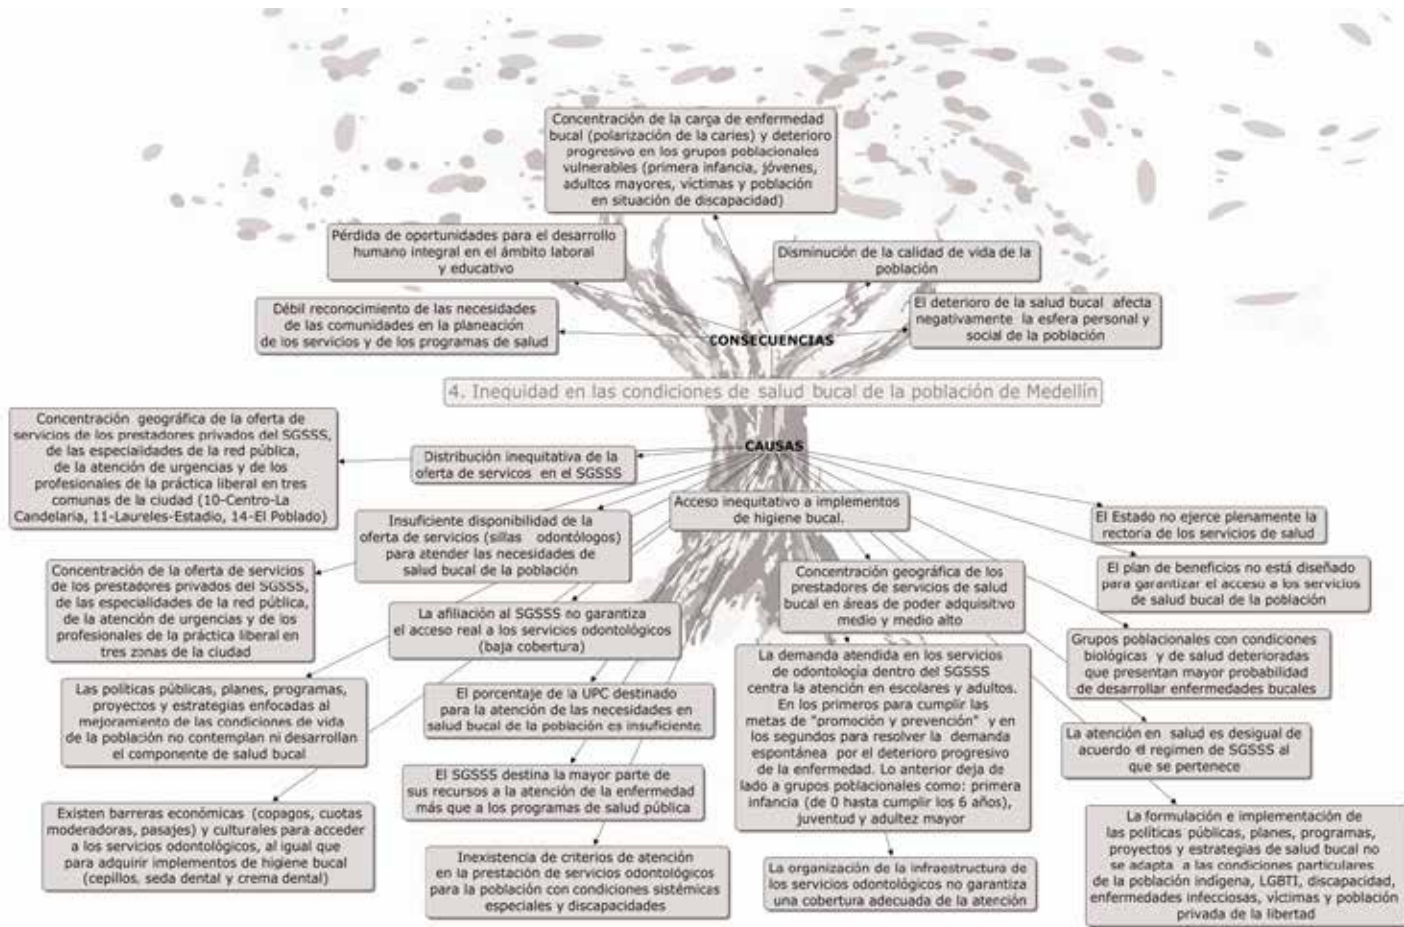 Concentración de la carga de enfermedad
bucal (polarización de la caries) y deterioro
progresivo en los grupos poblacionales
vulnerables (primera infancia, jóvenes,
adultos mayores, víctimas y población
en situación de discapacidad)
Pérdida de oportunidades para el desarrollo
humano integral en el ámbito laboral
y educativo
Disminución de la calidad de vida de la
población
Débil reconocimiento de las necesidades
de las comunidades en la planeación
de los servicios y de los programas de salud
El deterioro de la salud bucal afecta
negativamente la esfera personal y
social de la población
CONSECUENCIAS
4. Inequidad en las condiciones de salud bucal de la población de Medellín
CAUSAS
Concentración geográfica de la oferta de
servicios de los prestadores privados del SGSSS,
de las especialidades de la red pública,
de la atención de urgencias y de los
profesionales de la práctica liberal en tres
comunas de la ciudad (10-Centro-La
Candelaria, 11-Laureles-Estadio, 14-El Poblado)
Distribución inequitativa de la
oferta de servicos en el SGSSS
Acceso inequitativo a implementos
de higiene bucal.
Insuficiente disponibilidad de la
oferta de servicios (sillas odontólogos)
para atender las necesidades de
salud bucal de la población
El Estado no ejerce plenamente la
rectoria de los servicios de salud
Concentración de la oferta de servicios
de los prestadores privados del SGSSS,
de las especialidades de la red pública,
de la atención de urgencias y de los
profesionales de la práctica liberal en
tres zonas de la ciudad
Concentración geográfica de los
prestadores de servicios de salud
bucal en áreas de poder adquisitivo
medio y medio alto
El plan de beneficios no está diseñado
para garantizar el acceso a los servicios
de salud bucal de la población
La afiliación al SGSSS no garantiza
el acceso real a los servicios odontológicos
(baja cobertura)
Grupos poblacionales con condiciones
biológicas y de salud deterioradas
que presentan mayor probabilidad
de desarrollar enfermedades bucales
Las políticas públicas, planes, programas,
proyectos y estrategias enfocadas al
mejoramiento de las condiciones de vida
de la población no contemplan ni desarrollan
el componente de salud bucal
El porcentaje de la UPC destinado
para la atención de las necesidades en
salud bucal de la población es insuficiente
La demanda atendida en los servicios
de odontología dentro del SGSSS
centra la atención en escolares y adultos.
En los primeros para cumplir las
metas de "promoción y prevención" y en
los segundos para resolver la demanda
espontánea por el deterioro progresivo
de la enfermedad. Lo anterior deja de
lado a grupos poblacionales como: primera
infancia (de 0 hasta cumplir los 6 años),
juventud y adultez mayor
La atención en salud es desigual de
acuerdo el regimen de SGSSS al
que se pertenece
El SGSSS destina la mayor parte de
sus recursos a la atención de la enfermedad
más que a los programas de salud pública
Existen barreras económicas (copagos, cuotas
moderadoras, pasajes) y culturales para acceder
a los servicios odontológicos, al igual que
para adquirir implementos de higiene bucal
(cepillos, seda dental y crema dental)
Inexistencia de criterios de atención
en la prestación de servicios odontológicos
para la población con condiciones sistémicas
especiales y discapacidades
La organización de la infraestructura de
los servicios odontológicos no garantiza
una cobertura adecuada de la atención
La formulación e implementación de
las políticas públicas, planes, programas,
proyectos y estrategias de salud bucal no
se adapta a las condiciones particulares
de la población indígena, LGBTI, discapacidad,
enfermedades infecciosas, víctimas y población
privada de la libertad